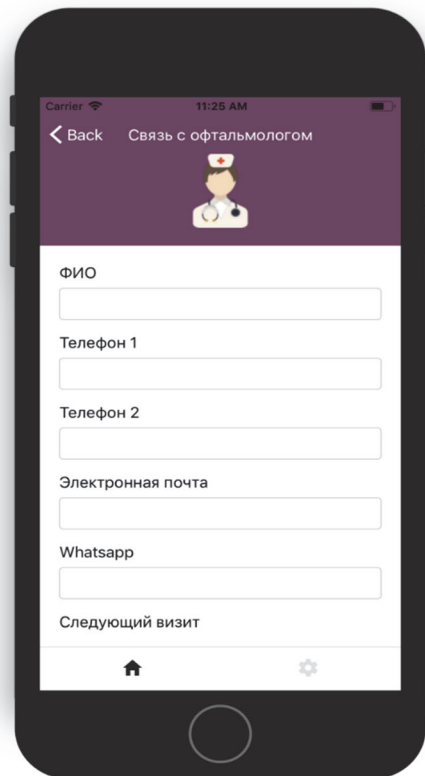 Carrier 11:25 AM
Back Связь с офтальмологом
ФИО
Телефон 1
Телефон 2
Электронная почта
Whatsapp
Следующий визит